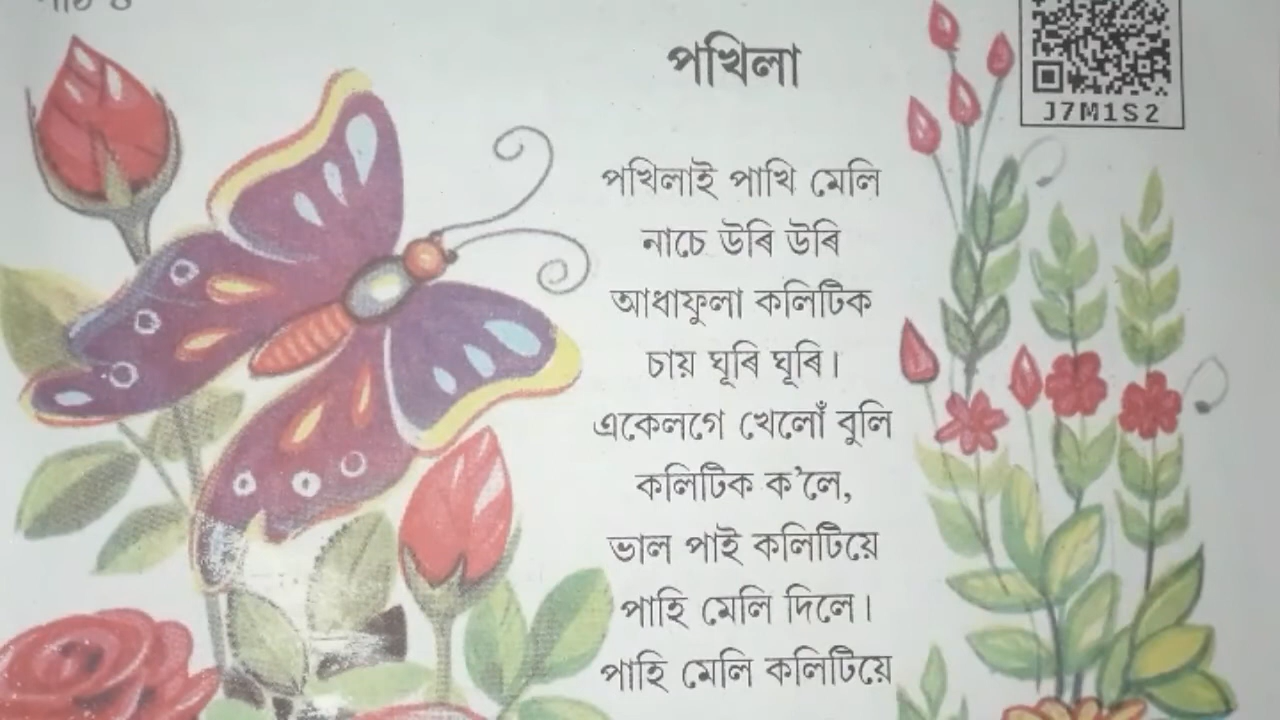 পখিলা
J7M1S2
পখিলাই পাখি মেলি
নাচে উৰি উৰি
আধাফুলা কলিটিক
চায় ঘূৰি ঘূৰি।
একেলগে খেলোঁ বুলি
কলিটিক ক’লে,
ভাল পাই কলিটিয়ে
পাহি মেলি দিলে।
পাহি মেলি কলিটিয়ে